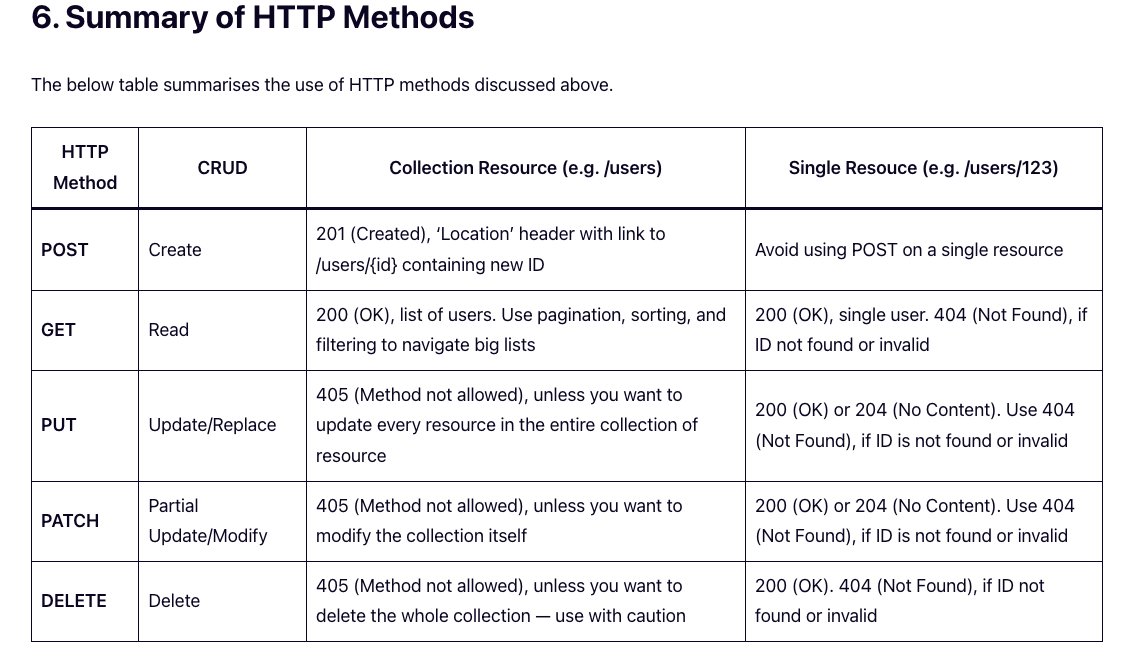 6. Summary of HTTP Methods
The below table summarises the use of HTTP methods discussed above.
HTTP
Method
CRUD
Collection Resource (e.g. /users)
Single Resouce (e.g. /users/123)
POST
Create
201 (Created), ‘Location’ header with link to
/users/{id} containing new ID
Avoid using POST on a single resource
GET
Read
200 (OK), list of users. Use pagination, sorting, and
filtering to navigate big lists
200 (OK), single user. 404 (Not Found), if
ID not found or invalid
PUT
Update/Replace
405 (Method not allowed), unless you want to
update every resource in the entire collection of
resource
200 (OK) or 204 (No Content). Use 404
(Not Found), if ID is not found or invalid
PATCH
Partial
Update/Modify
405 (Method not allowed), unless you want to
modify the collection itself
200 (OK) or 204 (No Content). Use 404
(Not Found), if ID is not found or invalid
DELETE
Delete
405 (Method not allowed), unless you want to
delete the whole collection — use with caution
200 (OK). 404 (Not Found), if ID not
found or invalid